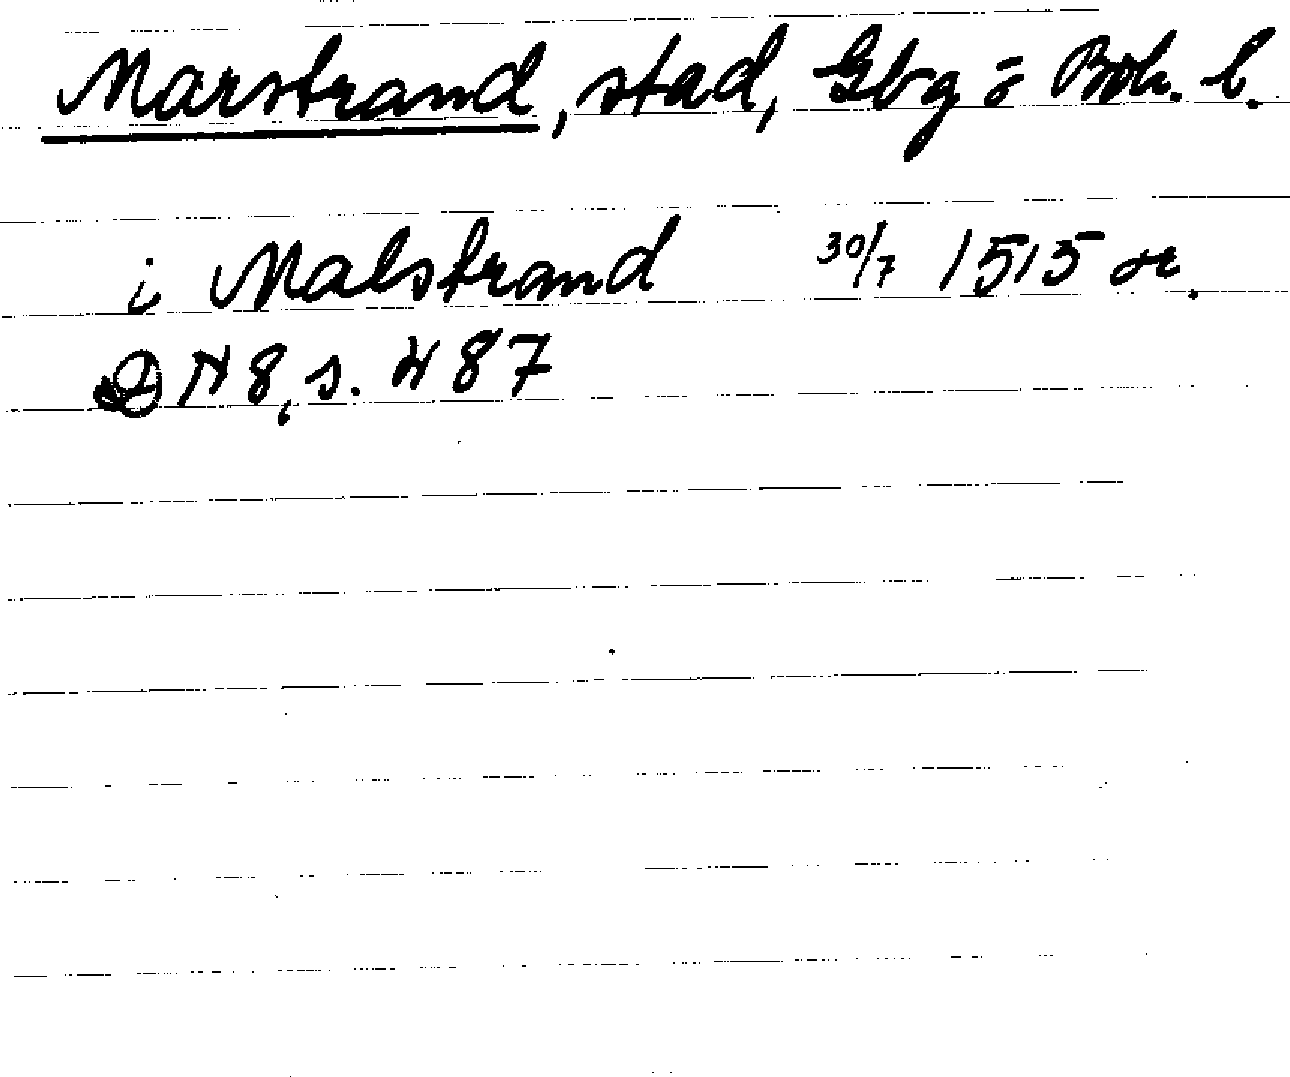 Marstrand, stad, Gbg o Boh. l.
i Malstrand 30/7 1515 or.
DN 8, s. 487